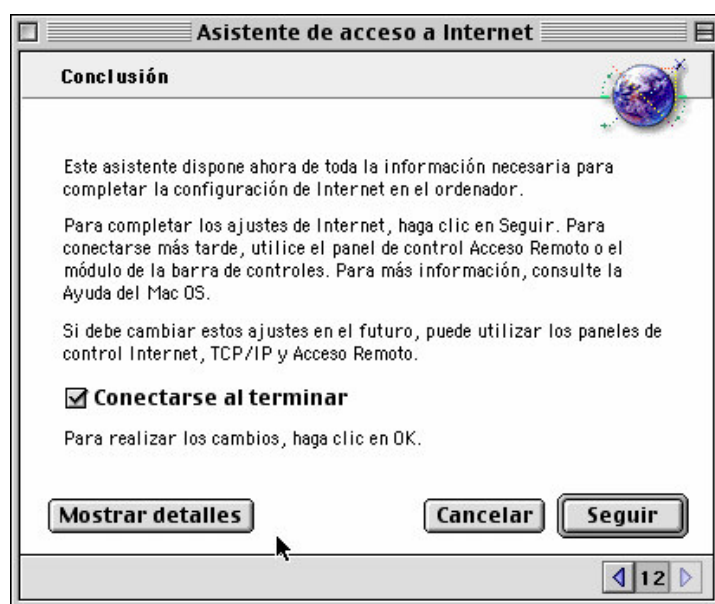 Asistente de acceso a Internet
Conclusión
Este asistente dispone ahora de toda la información necesaria para
completar la configuración de Internet en el ordenador.
Para completar los ajustes de Internet, haga clic en Seguir. Para
conectarse más tarde, utilice el panel de control Acceso Remoto o el
módulo de la barra de controles. Para más información, consulte la
Ayuda del Mac OS.
Si debe cambiar estos ajustes en el futuro, puede utilizar los paneles de
control Internet, TCP/IP y Acceso Remoto.
Conectarse al terminar
Para realizar los cambios, haga clic en OK.
Mostrar detalles Cancelar Seguir
12